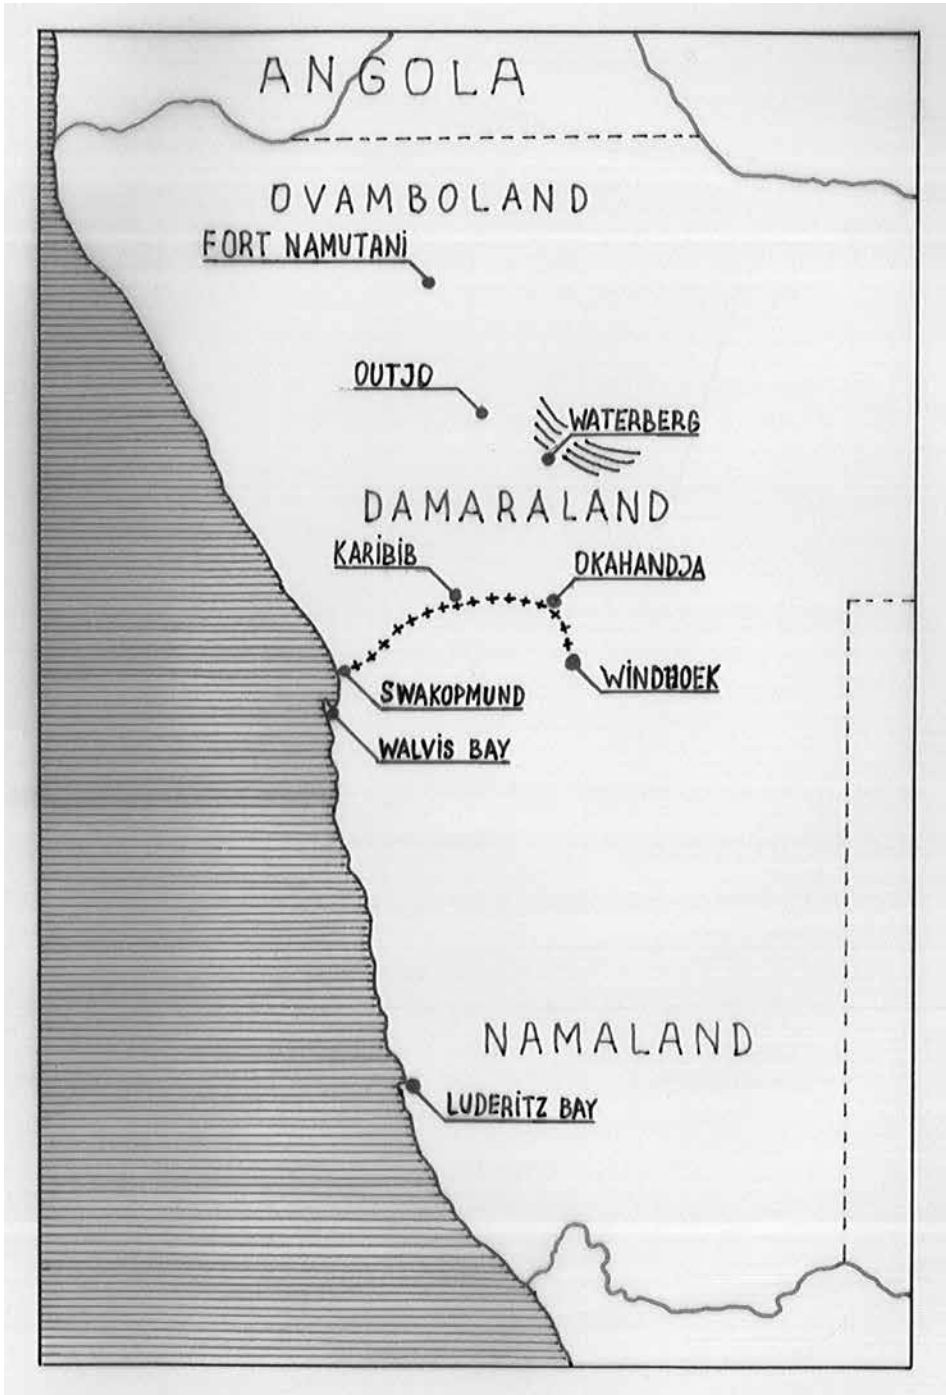 ANGOLA
OVAMBOLAND
FORT NAMUTANI
OUTJO
WATERBERG
DAMARALAND
KARIBIB
OKAHANDJA
WINDHOEK
SWAKOPMUND
WALVIS BAY
NAMALAND
LUDERITZ BAY